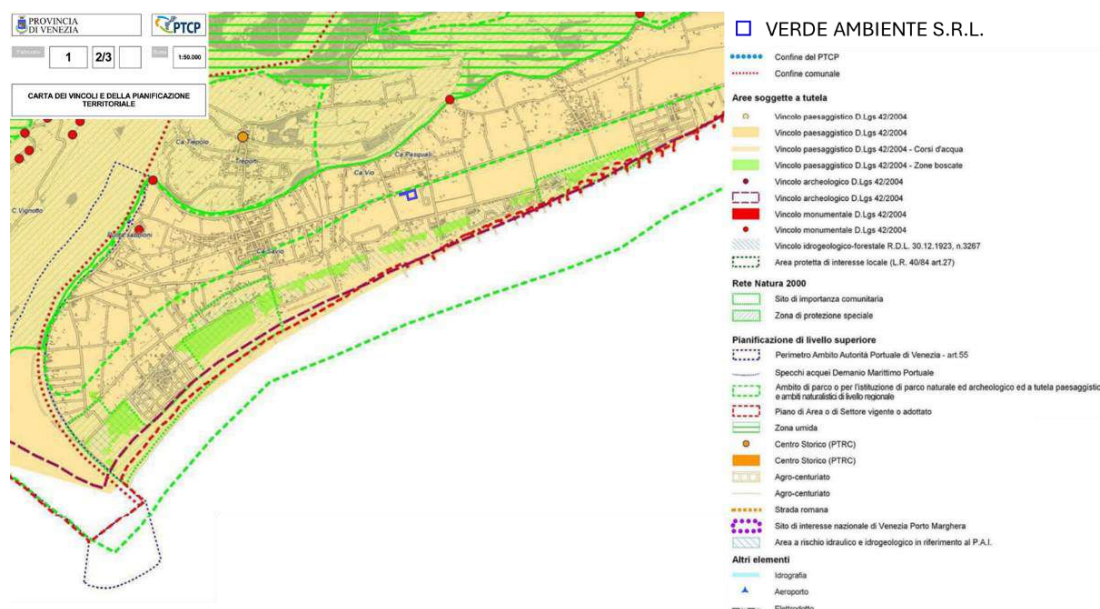 PROVINCIA
DI VENEZIA
PTCP
Elaborato
1
2/3
Scala
1:50.000
CARTA DEI VINCOLI E DELLA PIANIFICAZIONE
TERRITORIALE
Ca Tiepolo
Treporti
Ca Pasquali
Ca Vio
C.Vignotto
Punta Sabbioni
Ca Savio
VERDE AMBIENTE S.R.L.
Confine del PTCP
Confine comunale
Aree soggette a tutela
Vincolo paesaggistico D.Lgs 42/2004
Vincolo paesaggistico D.Lgs 42/2004
Vincolo paesaggistico D.Lgs 42/2004 - Corsi d'acqua
Vincolo paesaggistico D.Lgs 42/2004 - Zone boscate
Vincolo archeologico D.Lgs 42/2004
Vincolo archeologico D.Lgs 42/2004
Vincolo monumentale D.Lgs 42/2004
Vincolo monumentale D.Lgs 42/2004
Vincolo idrogeologico-forestale R.D.L. 30.12.1923, n.3267
Area protetta di interesse locale (L.R. 40/84 art.27)
Rete Natura 2000
Sito di importanza comunitaria
Zona di protezione speciale
Pianificazione di livello superiore
Perimetro Ambito Autorità Portuale di Venezia - art.55
Specchi acquei Demanio Marittimo Portuale
Ambito di parco o per l'istituzione di parco naturale ed archeologico ed a tutela paesaggistica
e ambiti naturalistici di livello regionale
Piano di Area o di Settore vigente o adottato
Zona umida
Centro Storico (PTRC)
Centro Storico (PTRC)
Agro-centuriato
Agro-centuriato
Strada romana
Sito di interesse nazionale di Venezia Porto Marghera
Area a rischio idraulico e idrogeologico in riferimento al P.A.I.
Altri elementi
Idrografia
Aeroporto
Elettrodotto